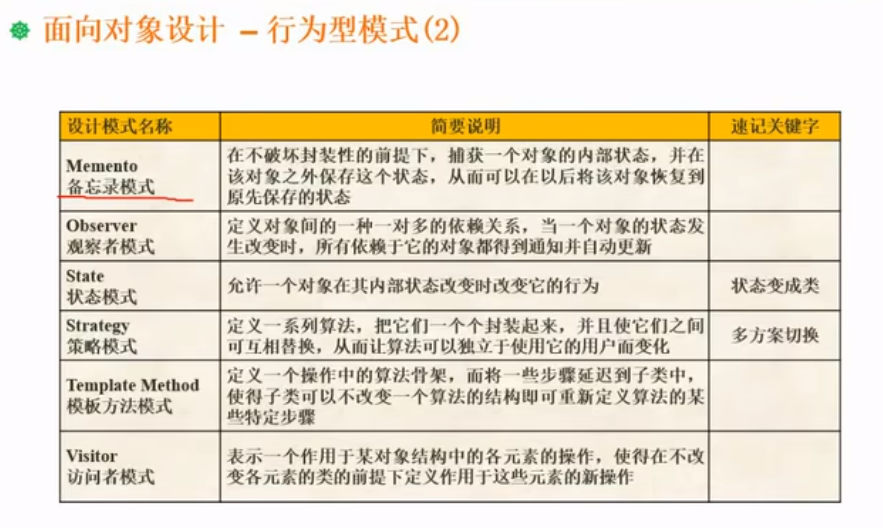 面向对象设计 – 行为型模式(2)
设计模式名称 简要说明 速记关键字
Memento
备忘录模式
在不破坏封装性的前提下，捕获一个对象的内部状态，并在
该对象之外保存这个状态，从而可以在以后将该对象恢复到
原先保存的状态
Observer
观察者模式
定义对象间的一种一对多的依赖关系，当一个对象的状态发
生改变时，所有依赖于它的对象都得到通知并自动更新
State
状态模式
允许一个对象在其内部状态改变时改变它的行为
状态变成类
Strategy
策略模式
定义一系列算法，把它们一个个封装起来，并且使它们之间
可互相替换，从而让算法可以独立于使用它的用户而变化
多方案切换
Template Method
模板方法模式
定义一个操作中的算法骨架，而将一些步骤延迟到子类中，
使得子类可以不改变一个算法的结构即可重新定义算法的某
些特定步骤
Visitor
访问者模式
表示一个作用于某对象结构中的各元素的操作，使得在不改
变各元素的类的前提下定义作用于这些元素的新操作